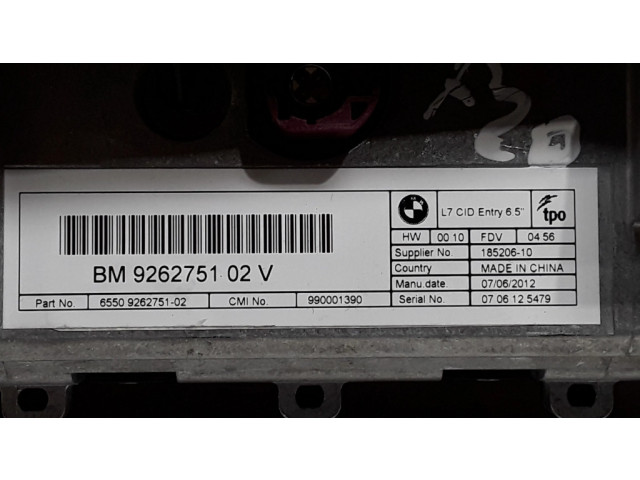 L7 CID Entry 6.5"
tpo
HW 00 10 FDV 04 56
Supplier No. 185206-10
Country MADE IN CHINA
Manu.date 07/06/2012
BM 9262751 02 V
Part No. 6550 9262751-02 CMI No. 990001390 Serial No. 07 06 12 5479